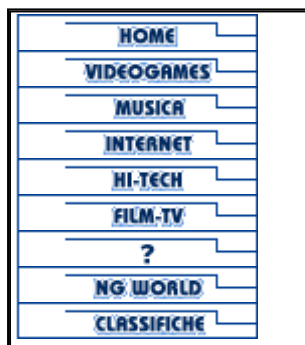 HOME
VIDEOGAMES
MUSICA
INTERNET
HI-TECH
FILM-TV
?
NG WORLD
CLASSIFICHE